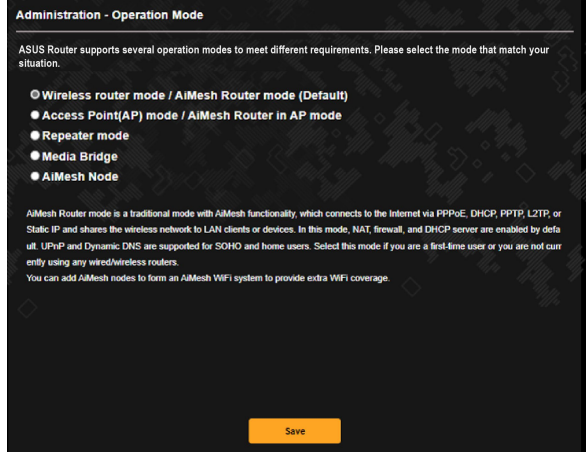 Administration - Operation Mode
ASUS Router supports several operation modes to meet different requirements. Please select the mode that match your
situation.
Wireless router mode / AiMesh Router mode (Default)
Access Point(AP) mode / AiMesh Router in AP mode
Repeater mode
Media Bridge
AiMesh Node
AiMesh Router mode is a traditional mode with AiMesh functionality, which connects to the Internet via PPPoE, DHCP, PPTP, L2TP, or
Static IP and shares the wireless network to LAN clients or devices. In this mode, NAT, firewall, and DHCP server are enabled by defa
ult. UPnP and Dynamic DNS are supported for SOHO and home users. Select this mode if you are a first-time user or you are not curr
ently using any wired/wireless routers.
You can add AiMesh nodes to form an AiMesh WiFi system to provide extra WiFi coverage.
Save